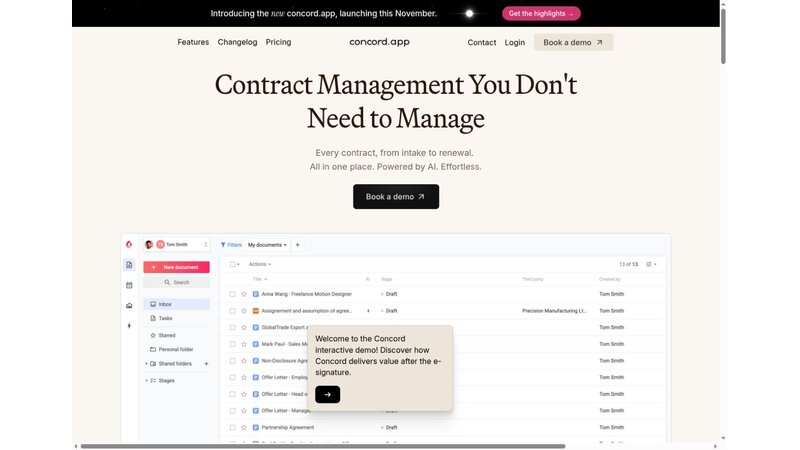 Introducing the new concord.app, launching this November.
Get the highlights →
Features Changelog Pricing
concord.app
Contact Login
Book a demo ↗
Contract Management You Don't
Need to Manage
Every contract, from intake to renewal.
All in one place. Powered by AI. Effortless.
Book a demo ↗
TS Tom Smith
Filters My documents +
+ New document
Actions
13 of 13
Search
Title AI Stage Third party Created by
Inbox
Anna Wang - Freelance Motion Designer Draft Tom Smith
Tasks
Assignement and assumption of agree... Draft Precision Manufacturing Lt... Tom Smith
Starred
GlobalTrade Export a Tom Smith
Personal folder
Mark Paul - Sales Ma Tom Smith
Shared folders +
Non-Disclosure Agre Tom Smith
Stages
Offer Letter - Employ Tom Smith
Offer Letter - Head o Tom Smith
Offer Letter - Manage Draft Tom Smith
Partnership Agreement Draft Tom Smith
Welcome to the Concord
interactive demo! Discover how
Concord delivers value after the e-
signature.
→